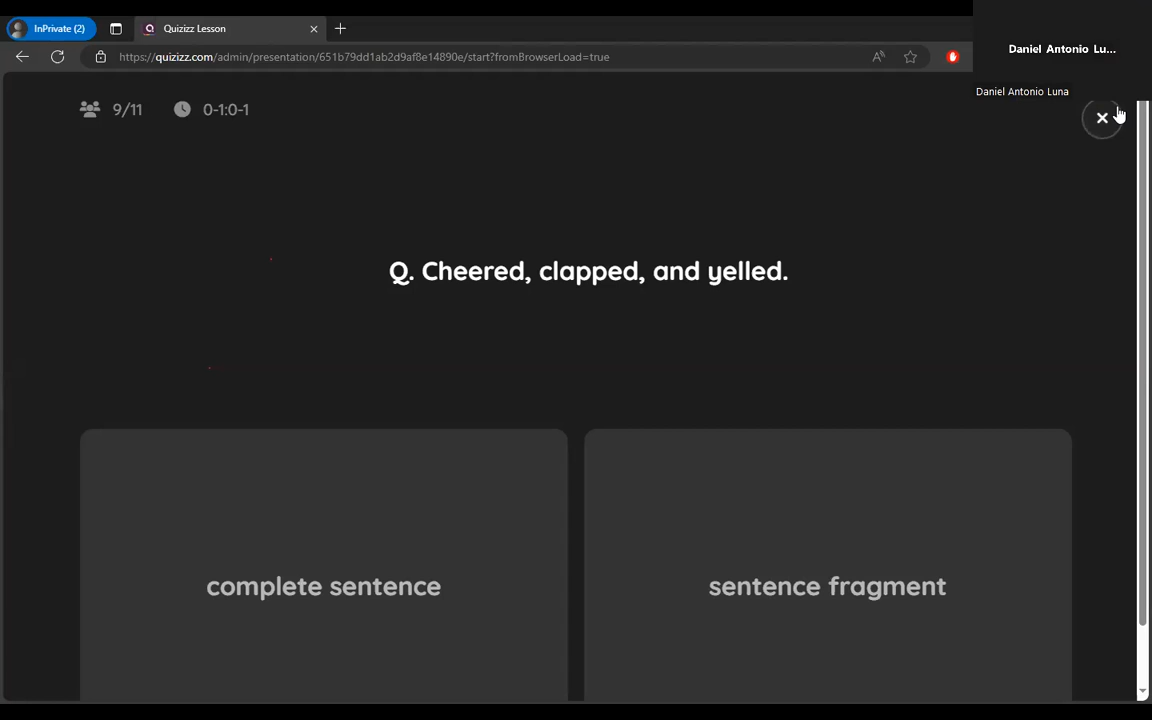 InPrivate (2)
Quizizz Lesson
Daniel Antonio Lu...
https://quizizz.com/admin/presentation/651b79dd1ab2d9af8e14890e/start?fromBrowserLoad=true
Daniel Antonio Luna
9/11
0-1:0-1
Q. Cheered, clapped, and yelled.
complete sentence
sentence fragment